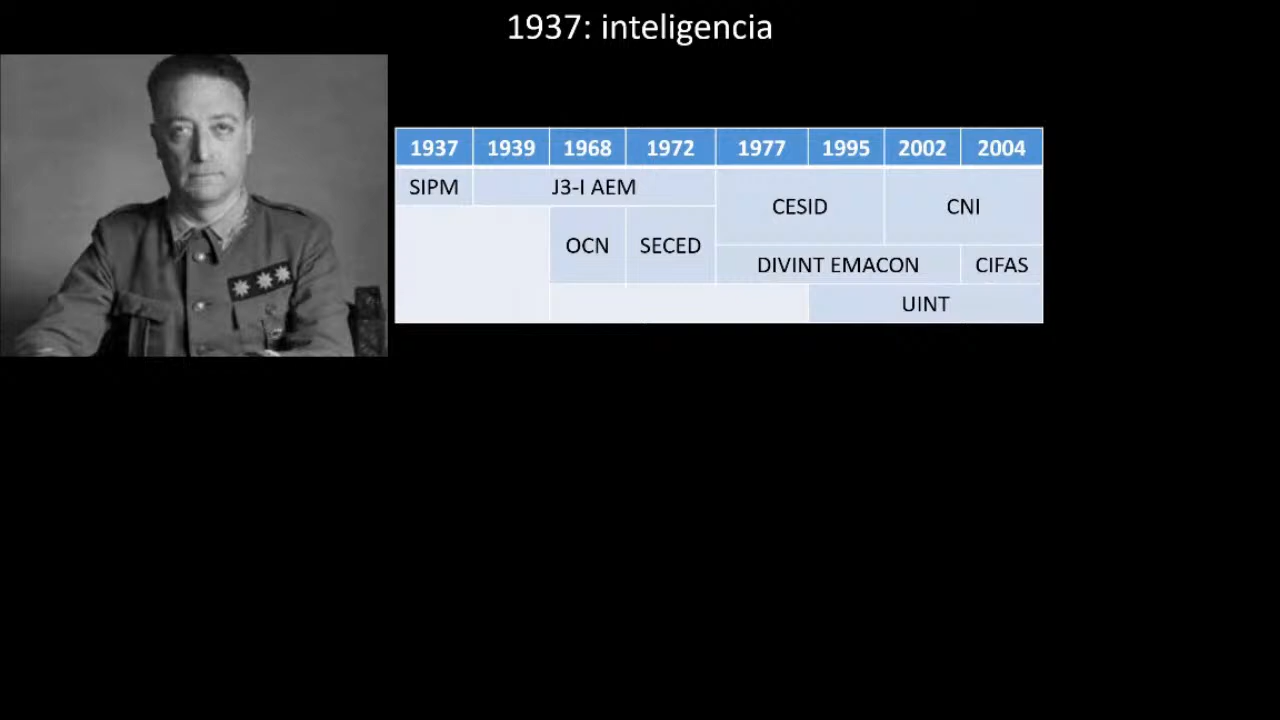 1937: inteligencia
1937 1939 1968 1972 1977 1995 2002 2004
SIPM J3-I AEM
CESID CNI
OCN SECED
DIVINT EMACON CIFAS
UINT